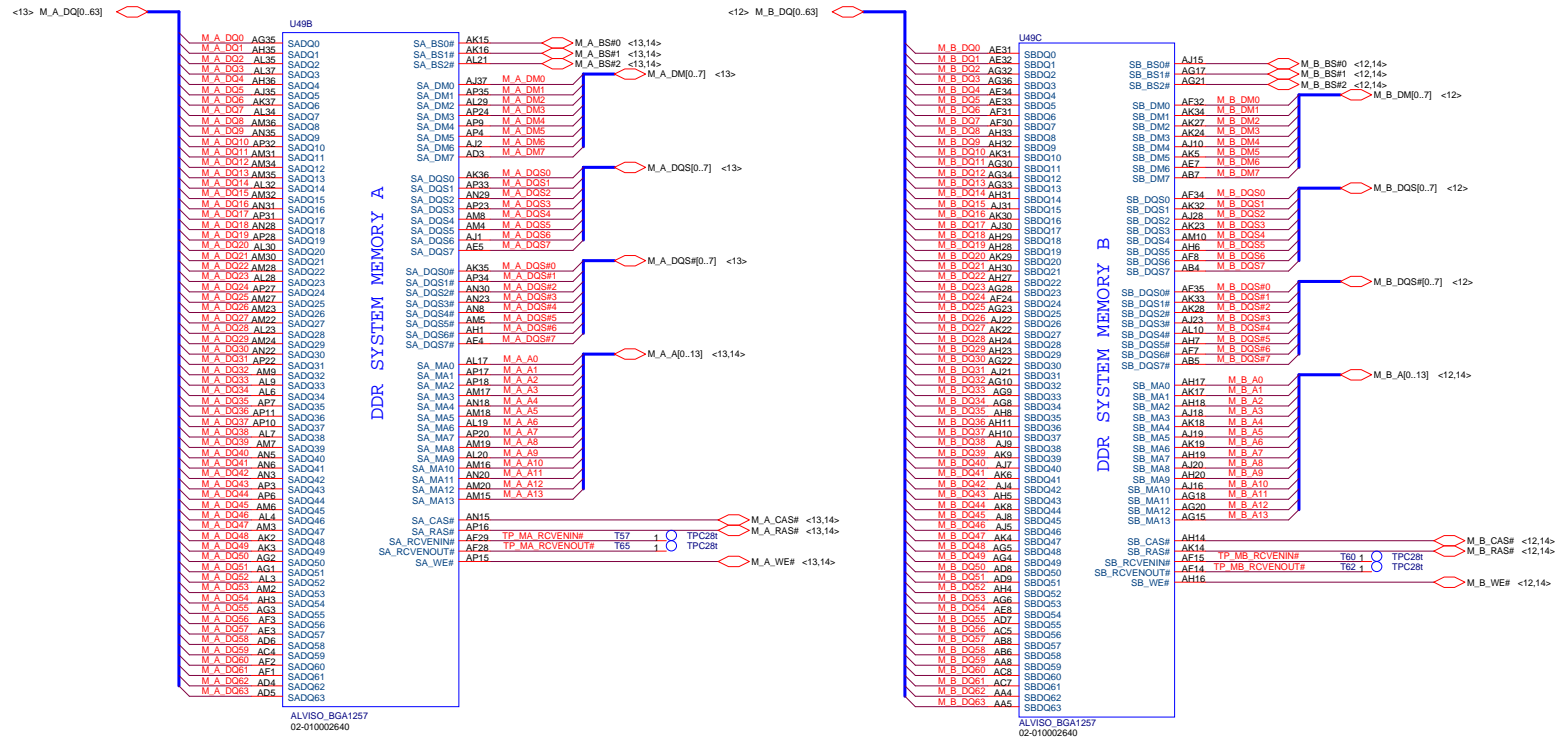 <13> M_A_DQ[0..63]
U49B
M_A_DQ0 AG35 SADQ0
M_A_DQ1 AH35 SADQ1
M_A_DQ2 AL35 SADQ2
M_A_DQ3 AL37 SADQ3
M_A_DQ4 AH36 SADQ4
M_A_DQ5 AJ35 SADQ5
M_A_DQ6 AK37 SADQ6
M_A_DQ7 AL34 SADQ7
M_A_DQ8 AM36 SADQ8
M_A_DQ9 AN35 SADQ9
M_A_DQ10 AP32 SADQ10
M_A_DQ11 AM31 SADQ11
M_A_DQ12 AM34 SADQ12
M_A_DQ13 AM35 SADQ13
M_A_DQ14 AL32 SADQ14
M_A_DQ15 AM32 SADQ15
M_A_DQ16 AN31 SADQ16
M_A_DQ17 AP31 SADQ17
M_A_DQ18 AN28 SADQ18
M_A_DQ19 AP28 SADQ19
M_A_DQ20 AL30 SADQ20
M_A_DQ21 AM30 SADQ21
M_A_DQ22 AM28 SADQ22
M_A_DQ23 AL28 SADQ23
M_A_DQ24 AP27 SADQ24
M_A_DQ25 AM27 SADQ25
M_A_DQ26 AM23 SADQ26
M_A_DQ27 AM22 SADQ27
M_A_DQ28 AL23 SADQ28
M_A_DQ29 AM24 SADQ29
M_A_DQ30 AN22 SADQ30
M_A_DQ31 AP22 SADQ31
M_A_DQ32 AM9 SADQ32
M_A_DQ33 AL9 SADQ33
M_A_DQ34 AL6 SADQ34
M_A_DQ35 AP7 SADQ35
M_A_DQ36 AP11 SADQ36
M_A_DQ37 AP10 SADQ37
M_A_DQ38 AL7 SADQ38
M_A_DQ39 AM7 SADQ39
M_A_DQ40 AN5 SADQ40
M_A_DQ41 AN6 SADQ41
M_A_DQ42 AN3 SADQ42
M_A_DQ43 AP3 SADQ43
M_A_DQ44 AP6 SADQ44
M_A_DQ45 AM6 SADQ45
M_A_DQ46 AL4 SADQ46
M_A_DQ47 AM3 SADQ47
M_A_DQ48 AK2 SADQ48
M_A_DQ49 AK3 SADQ49
M_A_DQ50 AG2 SADQ50
M_A_DQ51 AG1 SADQ51
M_A_DQ52 AL3 SADQ52
M_A_DQ53 AM2 SADQ53
M_A_DQ54 AH3 SADQ54
M_A_DQ55 AG3 SADQ55
M_A_DQ56 AF3 SADQ56
M_A_DQ57 AE3 SADQ57
M_A_DQ58 AD6 SADQ58
M_A_DQ59 AC4 SADQ59
M_A_DQ60 AF2 SADQ60
M_A_DQ61 AF1 SADQ61
M_A_DQ62 AD4 SADQ62
M_A_DQ63 AD5 SADQ63
DDR SYSTEM MEMORY A
SA_BS0# AK15 M_A_BS#0 <13,14>
SA_BS1# AK16 M_A_BS#1 <13,14>
SA_BS2# AL21 M_A_BS#2 <13,14>
M_A_DM[0..7] <13>
SA_DM0 AJ37 M_A_DM0
SA_DM1 AP35 M_A_DM1
SA_DM2 AL29 M_A_DM2
SA_DM3 AP24 M_A_DM3
SA_DM4 AP9 M_A_DM4
SA_DM5 AP4 M_A_DM5
SA_DM6 AJ2 M_A_DM6
SA_DM7 AD3 M_A_DM7
M_A_DQS[0..7] <13>
SA_DQS0 AK36 M_A_DQS0
SA_DQS1 AP33 M_A_DQS1
SA_DQS2 AN29 M_A_DQS2
SA_DQS3 AP23 M_A_DQS3
SA_DQS4 AM8 M_A_DQS4
SA_DQS5 AM4 M_A_DQS5
SA_DQS6 AJ1 M_A_DQS6
SA_DQS7 AE5 M_A_DQS7
M_A_DQS#[0..7] <13>
SA_DQS0# AK35 M_A_DQS#0
SA_DQS1# AP34 M_A_DQS#1
SA_DQS2# AN30 M_A_DQS#2
SA_DQS3# AN23 M_A_DQS#3
SA_DQS4# AN8 M_A_DQS#4
SA_DQS5# AM5 M_A_DQS#5
SA_DQS6# AH1 M_A_DQS#6
SA_DQS7# AE4 M_A_DQS#7
M_A_A[0..13] <13,14>
SA_MA0 AL17 M_A_A0
SA_MA1 AP17 M_A_A1
SA_MA2 AP18 M_A_A2
SA_MA3 AM17 M_A_A3
SA_MA4 AN18 M_A_A4
SA_MA5 AM18 M_A_A5
SA_MA6 AL19 M_A_A6
SA_MA7 AP20 M_A_A7
SA_MA8 AM19 M_A_A8
SA_MA9 AL20 M_A_A9
SA_MA10 AM16 M_A_A10
SA_MA11 AN20 M_A_A11
SA_MA12 AM20 M_A_A12
SA_MA13 AM15 M_A_A13
SA_CAS# AN15 M_A_CAS# <13,14>
SA_RAS# AP16 M_A_RAS# <13,14>
SA_RCVENIN# AF29 TP_MA_RCVENIN# T57 1 TPC28t
SA_RCVENOUT# AF28 TP_MA_RCVENOUT# T65 1 TPC28t
SA_WE# AP15 M_A_WE# <13,14>
ALVISO_BGA1257
02-010002640
<12> M_B_DQ[0..63]
U49C
M_B_DQ0 AE31 SBDQ0
M_B_DQ1 AE32 SBDQ1
M_B_DQ2 AG32 SBDQ2
M_B_DQ3 AG36 SBDQ3
M_B_DQ4 AE34 SBDQ4
M_B_DQ5 AE33 SBDQ5
M_B_DQ6 AF31 SBDQ6
M_B_DQ7 AF30 SBDQ7
M_B_DQ8 AH33 SBDQ8
M_B_DQ9 AH32 SBDQ9
M_B_DQ10 AK31 SBDQ10
M_B_DQ11 AG30 SBDQ11
M_B_DQ12 AG34 SBDQ12
M_B_DQ13 AG33 SBDQ13
M_B_DQ14 AH31 SBDQ14
M_B_DQ15 AJ31 SBDQ15
M_B_DQ16 AK30 SBDQ16
M_B_DQ17 AJ30 SBDQ17
M_B_DQ18 AH29 SBDQ18
M_B_DQ19 AH28 SBDQ19
M_B_DQ20 AK29 SBDQ20
M_B_DQ21 AH30 SBDQ21
M_B_DQ22 AH27 SBDQ22
M_B_DQ23 AG28 SBDQ23
M_B_DQ24 AF24 SBDQ24
M_B_DQ25 AG23 SBDQ25
M_B_DQ26 AJ22 SBDQ26
M_B_DQ27 AK22 SBDQ27
M_B_DQ28 AH24 SBDQ28
M_B_DQ29 AH23 SBDQ29
M_B_DQ30 AG22 SBDQ30
M_B_DQ31 AJ21 SBDQ31
M_B_DQ32 AG10 SBDQ32
M_B_DQ33 AG9 SBDQ33
M_B_DQ34 AG8 SBDQ34
M_B_DQ35 AH8 SBDQ35
M_B_DQ36 AH11 SBDQ36
M_B_DQ37 AH10 SBDQ37
M_B_DQ38 AJ9 SBDQ38
M_B_DQ39 AK9 SBDQ39
M_B_DQ40 AJ7 SBDQ40
M_B_DQ41 AK6 SBDQ41
M_B_DQ42 AJ4 SBDQ42
M_B_DQ43 AH5 SBDQ43
M_B_DQ44 AK8 SBDQ44
M_B_DQ45 AJ8 SBDQ45
M_B_DQ46 AJ5 SBDQ46
M_B_DQ47 AK4 SBDQ47
M_B_DQ48 AG5 SBDQ48
M_B_DQ49 AG4 SBDQ49
M_B_DQ50 AD8 SBDQ50
M_B_DQ51 AD9 SBDQ51
M_B_DQ52 AH4 SBDQ52
M_B_DQ53 AG6 SBDQ53
M_B_DQ54 AE8 SBDQ54
M_B_DQ55 AD7 SBDQ55
M_B_DQ56 AC5 SBDQ56
M_B_DQ57 AB8 SBDQ57
M_B_DQ58 AB6 SBDQ58
M_B_DQ59 AA8 SBDQ59
M_B_DQ60 AC8 SBDQ60
M_B_DQ61 AC7 SBDQ61
M_B_DQ62 AA4 SBDQ62
M_B_DQ63 AA5 SBDQ63
DDR SYSTEM MEMORY B
SB_BS0# AJ15 M_B_BS#0 <12,14>
SB_BS1# AG17 M_B_BS#1 <12,14>
SB_BS2# AG21 M_B_BS#2 <12,14>
M_B_DM[0..7] <12>
SB_DM0 AF32 M_B_DM0
SB_DM1 AK34 M_B_DM1
SB_DM2 AK27 M_B_DM2
SB_DM3 AK24 M_B_DM3
SB_DM4 AJ10 M_B_DM4
SB_DM5 AK5 M_B_DM5
SB_DM6 AE7 M_B_DM6
SB_DM7 AB7 M_B_DM7
M_B_DQS[0..7] <12>
SB_DQS0 AF34 M_B_DQS0
SB_DQS1 AK32 M_B_DQS1
SB_DQS2 AJ28 M_B_DQS2
SB_DQS3 AK23 M_B_DQS3
SB_DQS4 AM10 M_B_DQS4
SB_DQS5 AH6 M_B_DQS5
SB_DQS6 AF8 M_B_DQS6
SB_DQS7 AB4 M_B_DQS7
M_B_DQS#[0..7] <12>
SB_DQS0# AF35 M_B_DQS#0
SB_DQS1# AK33 M_B_DQS#1
SB_DQS2# AK28 M_B_DQS#2
SB_DQS3# AJ23 M_B_DQS#3
SB_DQS4# AL10 M_B_DQS#4
SB_DQS5# AH7 M_B_DQS#5
SB_DQS6# AF7 M_B_DQS#6
SB_DQS7# AB5 M_B_DQS#7
M_B_A[0..13] <12,14>
SB_MA0 AH17 M_B_A0
SB_MA1 AK17 M_B_A1
SB_MA2 AH18 M_B_A2
SB_MA3 AJ18 M_B_A3
SB_MA4 AK18 M_B_A4
SB_MA5 AJ19 M_B_A5
SB_MA6 AK19 M_B_A6
SB_MA7 AH19 M_B_A7
SB_MA8 AJ20 M_B_A8
SB_MA9 AH20 M_B_A9
SB_MA10 AJ16 M_B_A10
SB_MA11 AG18 M_B_A11
SB_MA12 AG20 M_B_A12
SB_MA13 AG15 M_B_A13
SB_CAS# AH14 M_B_CAS# <12,14>
SB_RAS# AK14 M_B_RAS# <12,14>
SB_RCVENIN# AF15 TP_MB_RCVENIN# T60 1 TPC28t
SB_RCVENOUT# AF14 TP_MB_RCVENOUT# T62 1 TPC28t
SB_WE# AH16 M_B_WE# <12,14>
ALVISO_BGA1257
02-010002640